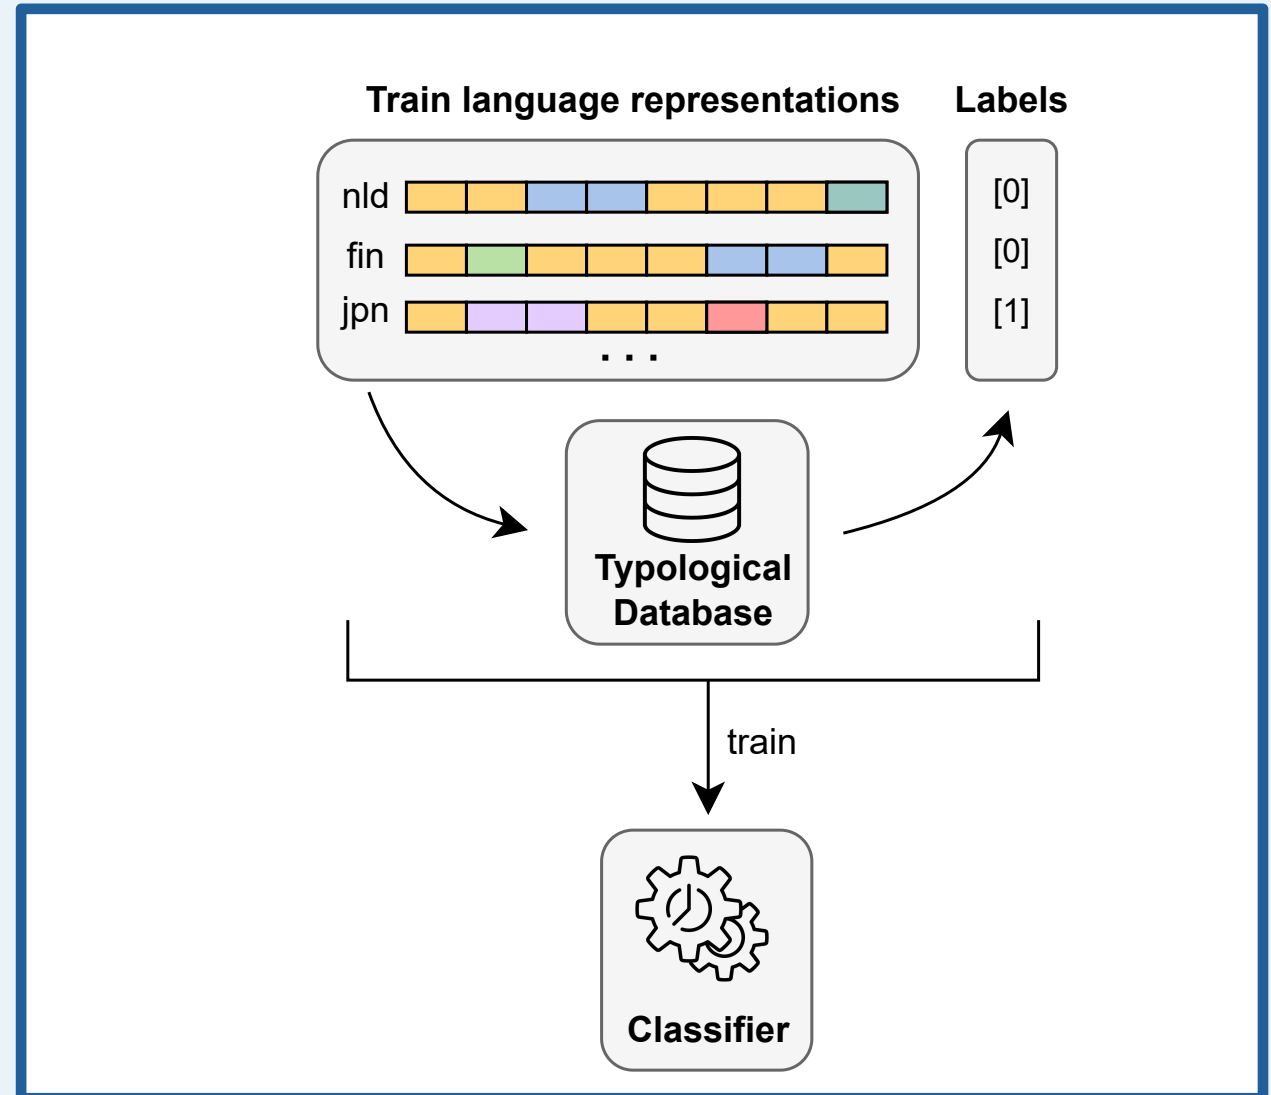 Train language representations
Labels
nld
[0]
fin
[0]
jpn
[1]
. . .
Typological
Database
train
Classifier